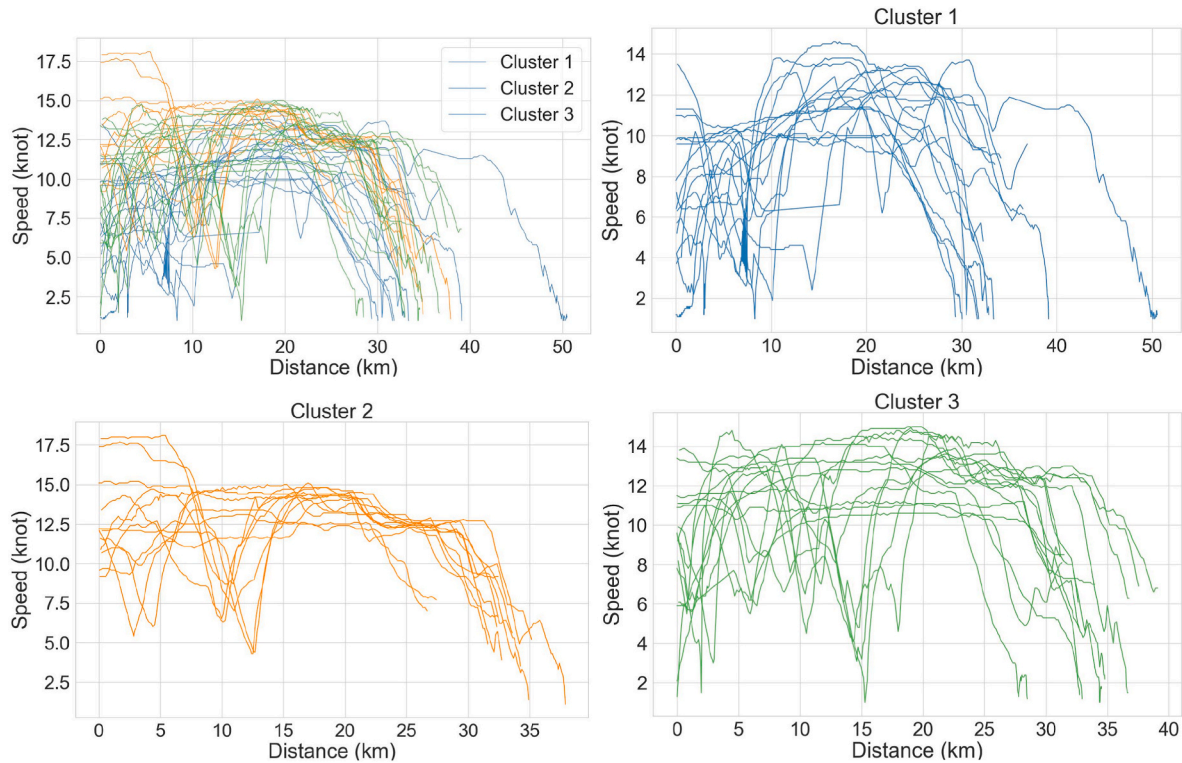 17.5
15.0
12.5
10.0
7.5
5.0
2.5
Speed (knot)
Cluster 1
Cluster 2
Cluster 3
0 10 20 30 40 50
Distance (km)
Cluster 1
14
12
10
8
6
4
2
Speed (knot)
0 10 20 30 40 50
Distance (km)
Cluster 2
17.5
15.0
12.5
10.0
7.5
5.0
2.5
Speed (knot)
0 5 10 15 20 25 30 35
Distance (km)
Cluster 3
14
12
10
8
6
4
2
Speed (knot)
0 5 10 15 20 25 30 35 40
Distance (km)